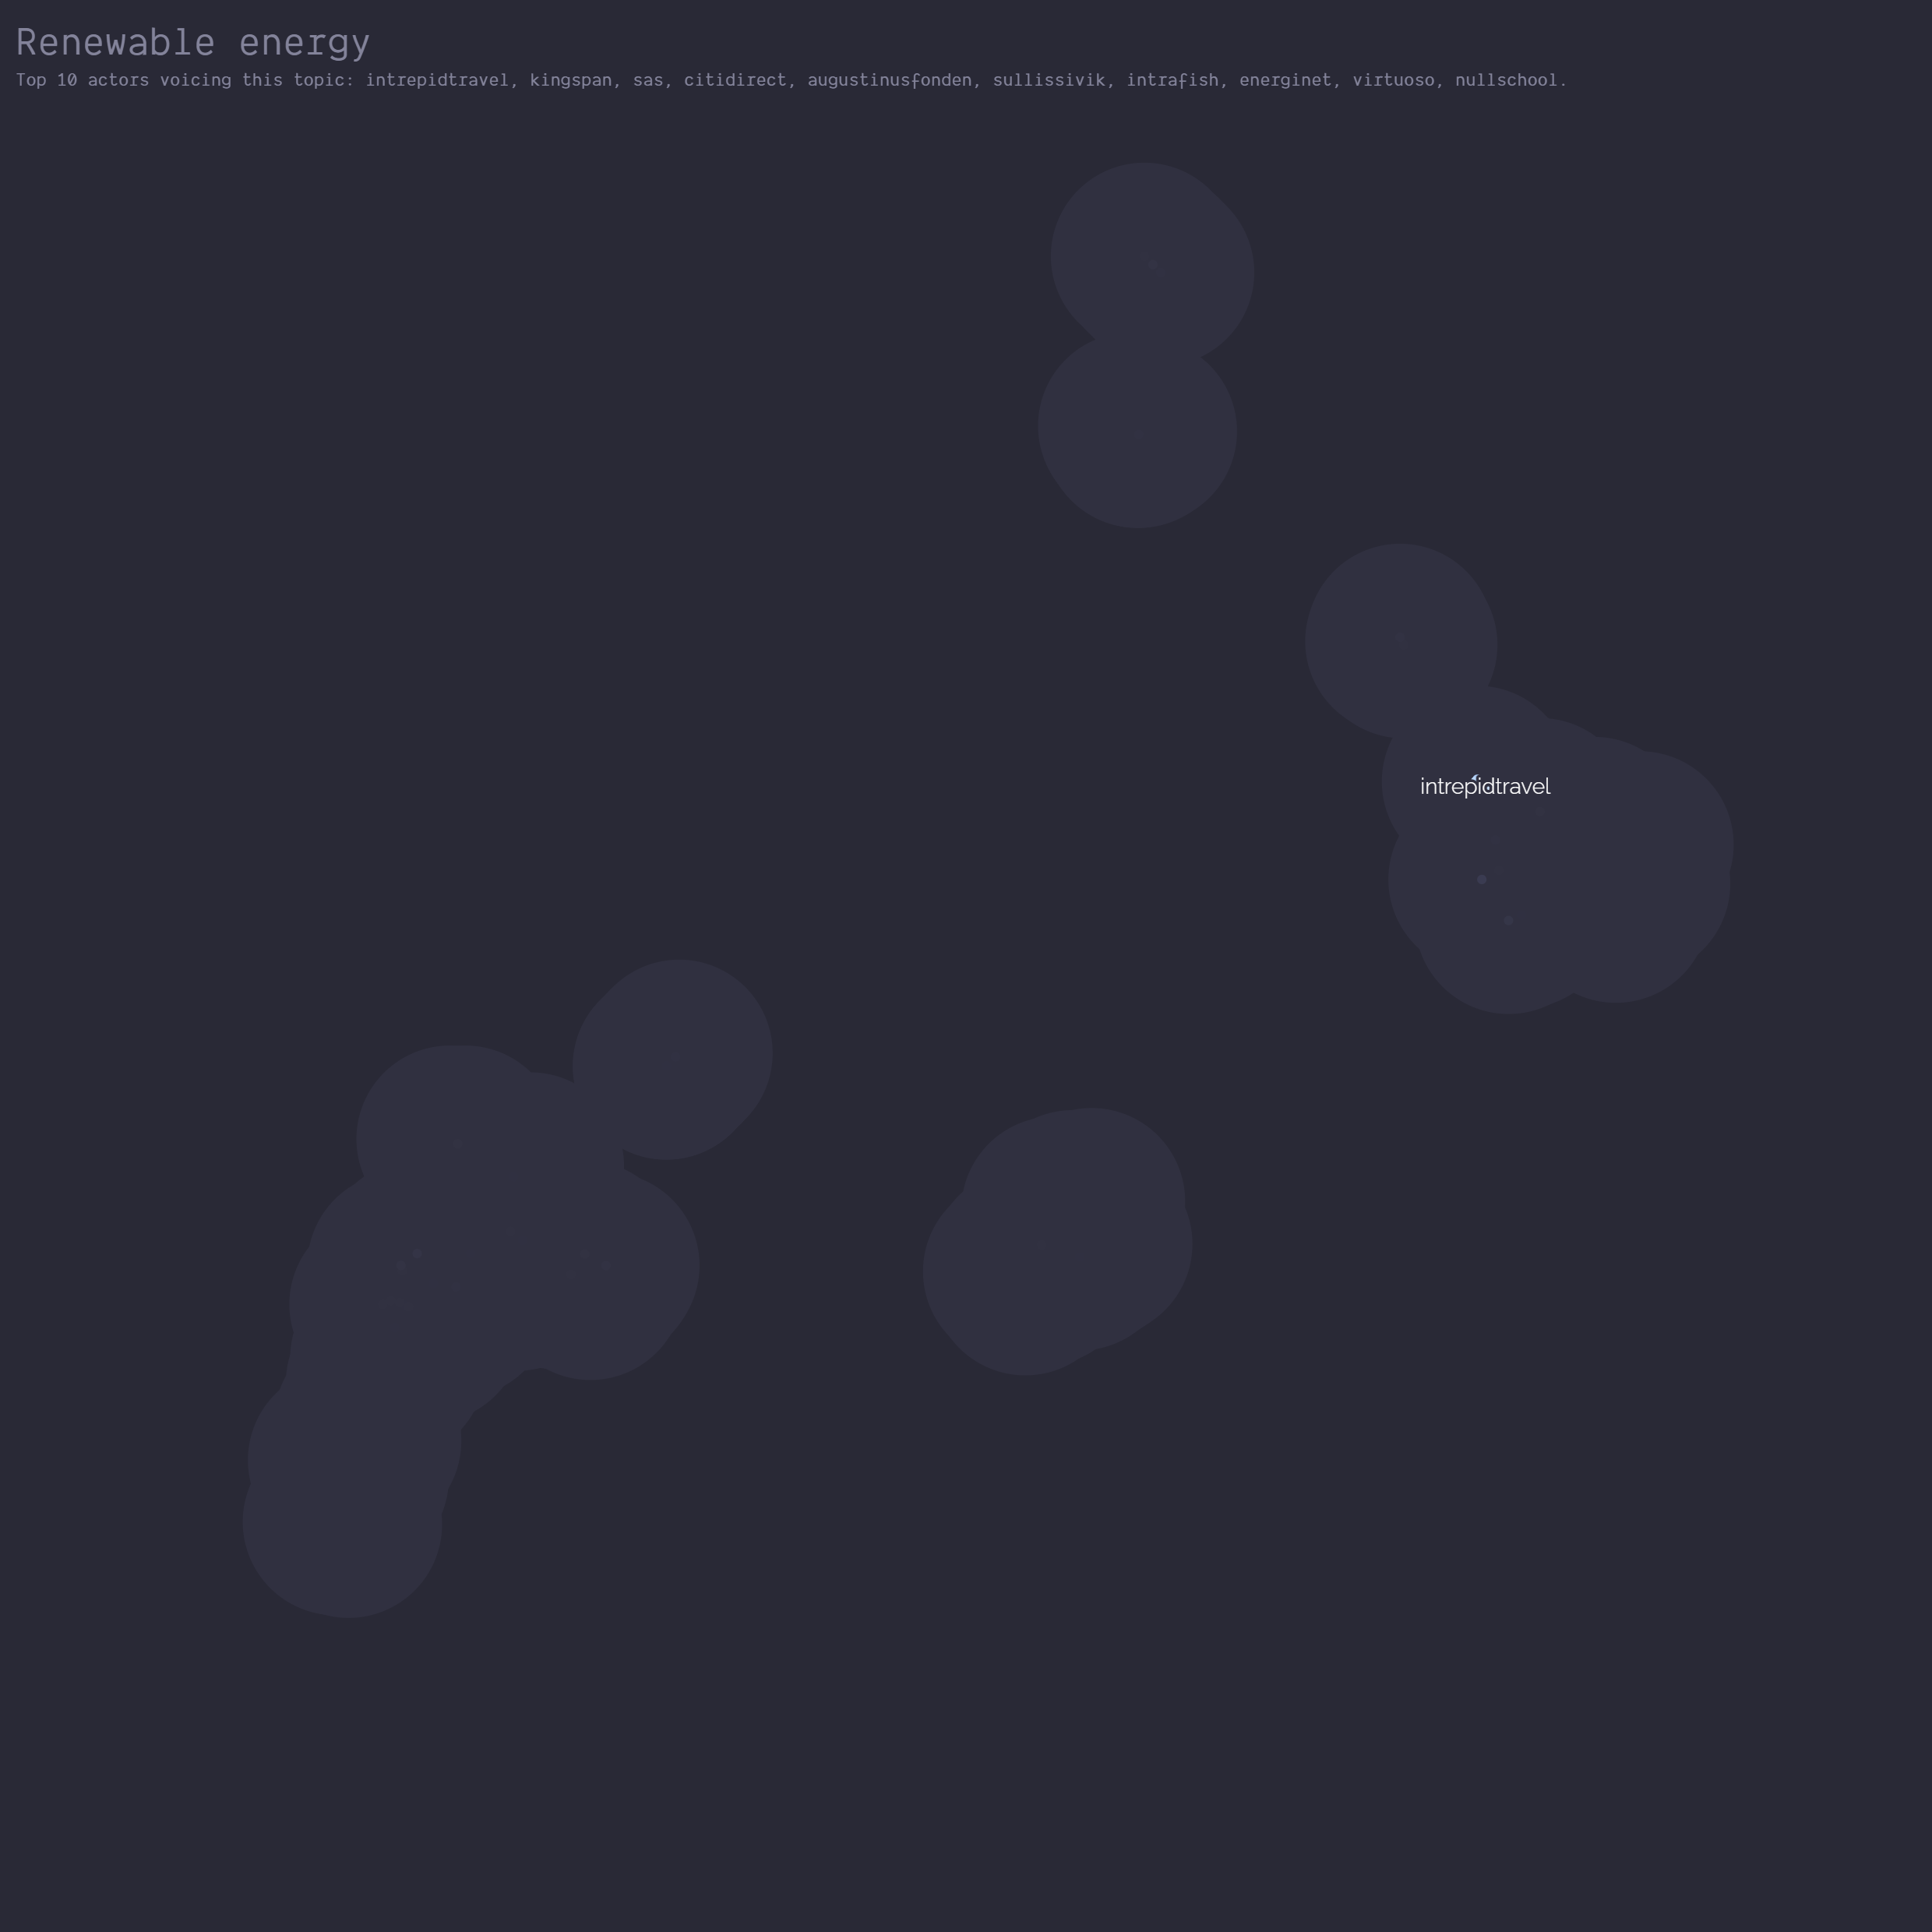 Renewable energy
Top 10 actors voicing this topic: intrepidtravel, kingspan, sas, citidirect, augustinusfonden, sullissivik, intrafish, energinet, virtuoso, nullschool.
intrepidtravel